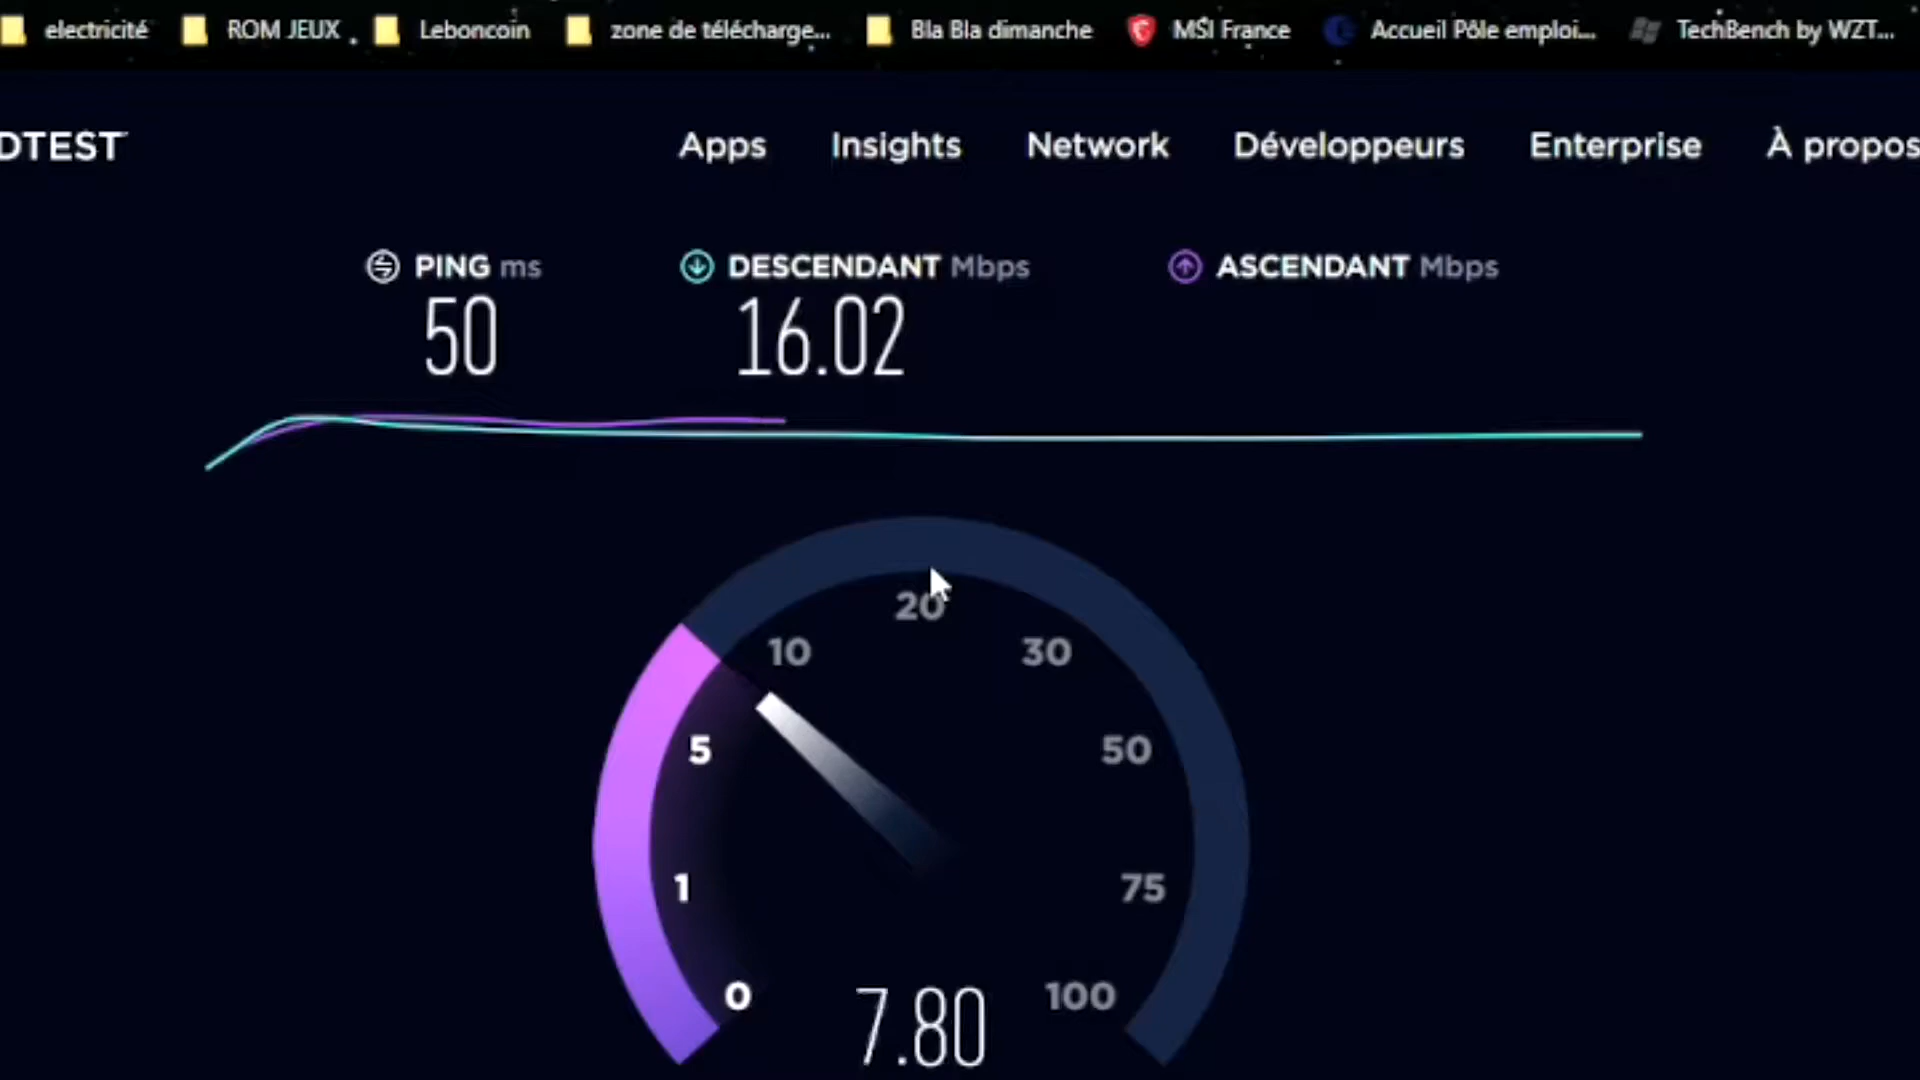 electricité ROM JEUX Leboncoin zone de télécharge... Bla Bla dimanche MSI France Accueil Pôle emploi... TechBench by WZT...
DTEST Apps Insights Network Développeurs Enterprise À propos
PING ms DESCENDANT Mbps ASCENDANT Mbps
50 16.02
20
10 30
5 50
1 75
0 7.80 100